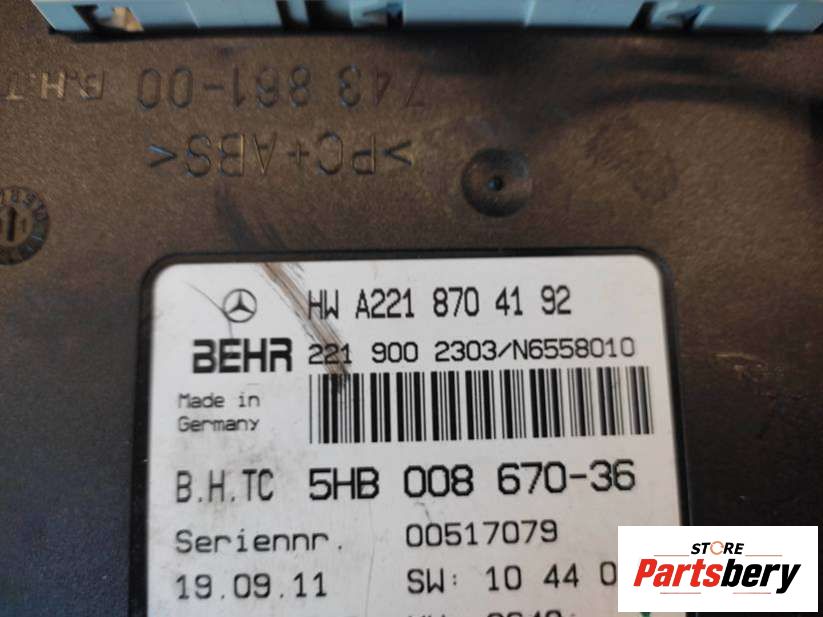 743 861-00 B.H.T
>PC+ABS<
HW A221 870 41 92
BEHR 221 900 2303/N6558010
Made in
Germany
B.H.TC 5HB 008 670-36
Seriennr. 00517079
19.09.11 SW: 10 44 0
STORE
Partsbery